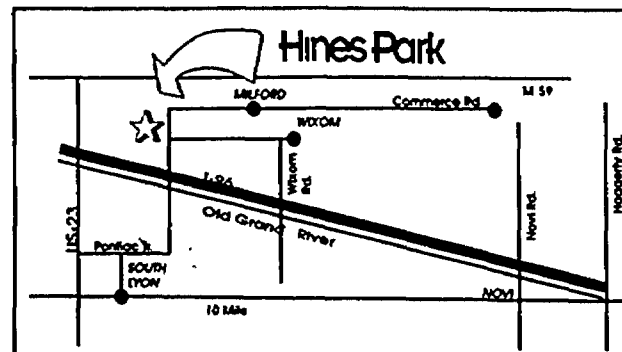 Hines Park
M 59
MILFORD
Commerce Rd.
WIXOM
I-96
Wixom
Rd.
Novi Rd.
Haggerty Rd.
US-23
Old Grand River
Pontiac Tr.
SOUTH
LYON
NOVI
10 Mile